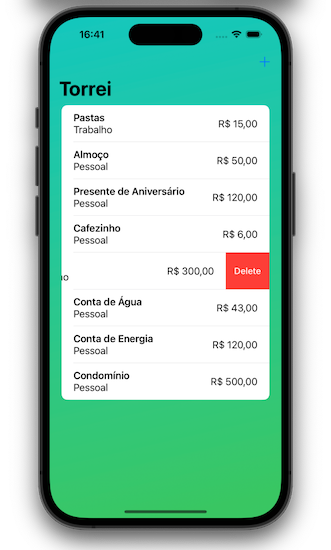 16:41
+
Torrei
Pastas
Trabalho
R$ 15,00
Almoço
Pessoal
R$ 50,00
Presente de Aniversário
Pessoal
R$ 120,00
Cafezinho
Pessoal
R$ 6,00
R$ 300,00
Delete
Conta de Água
Pessoal
R$ 43,00
Conta de Energia
Pessoal
R$ 120,00
Condomínio
Pessoal
R$ 500,00